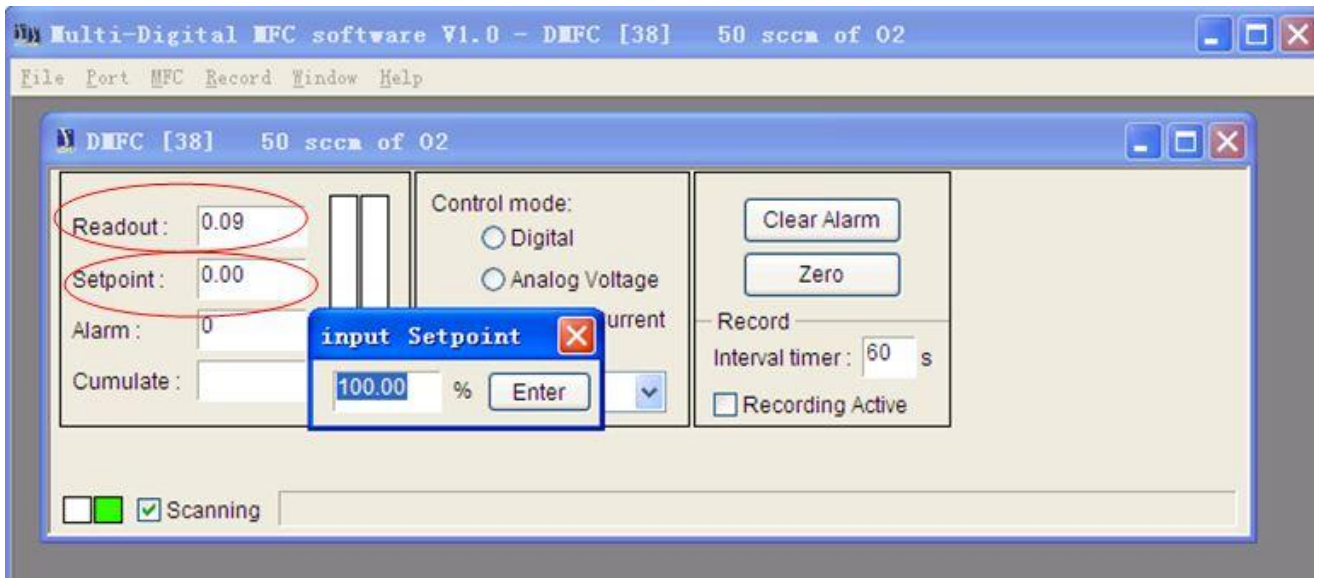 Multi-Digital MFC software V1.0 - DMFC [38] 50 sccm of O2
File Port MFC Record Window Help
DMFC [38] 50 sccm of O2
Readout : 0.09
Setpoint : 0.00
Alarm : 0
Cumulate :
Control mode:
Digital
Analog Voltage
urrent
input Setpoint
100.00 % Enter
Clear Alarm
Zero
Record
Interval timer : 60 s
Recording Active
Scanning